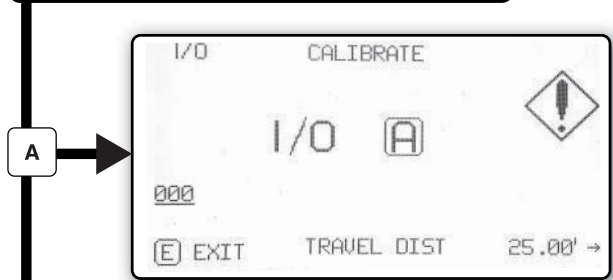 I/O CALIBRATE
I/O A
A
000
E EXIT TRAVEL DIST 25.00' →